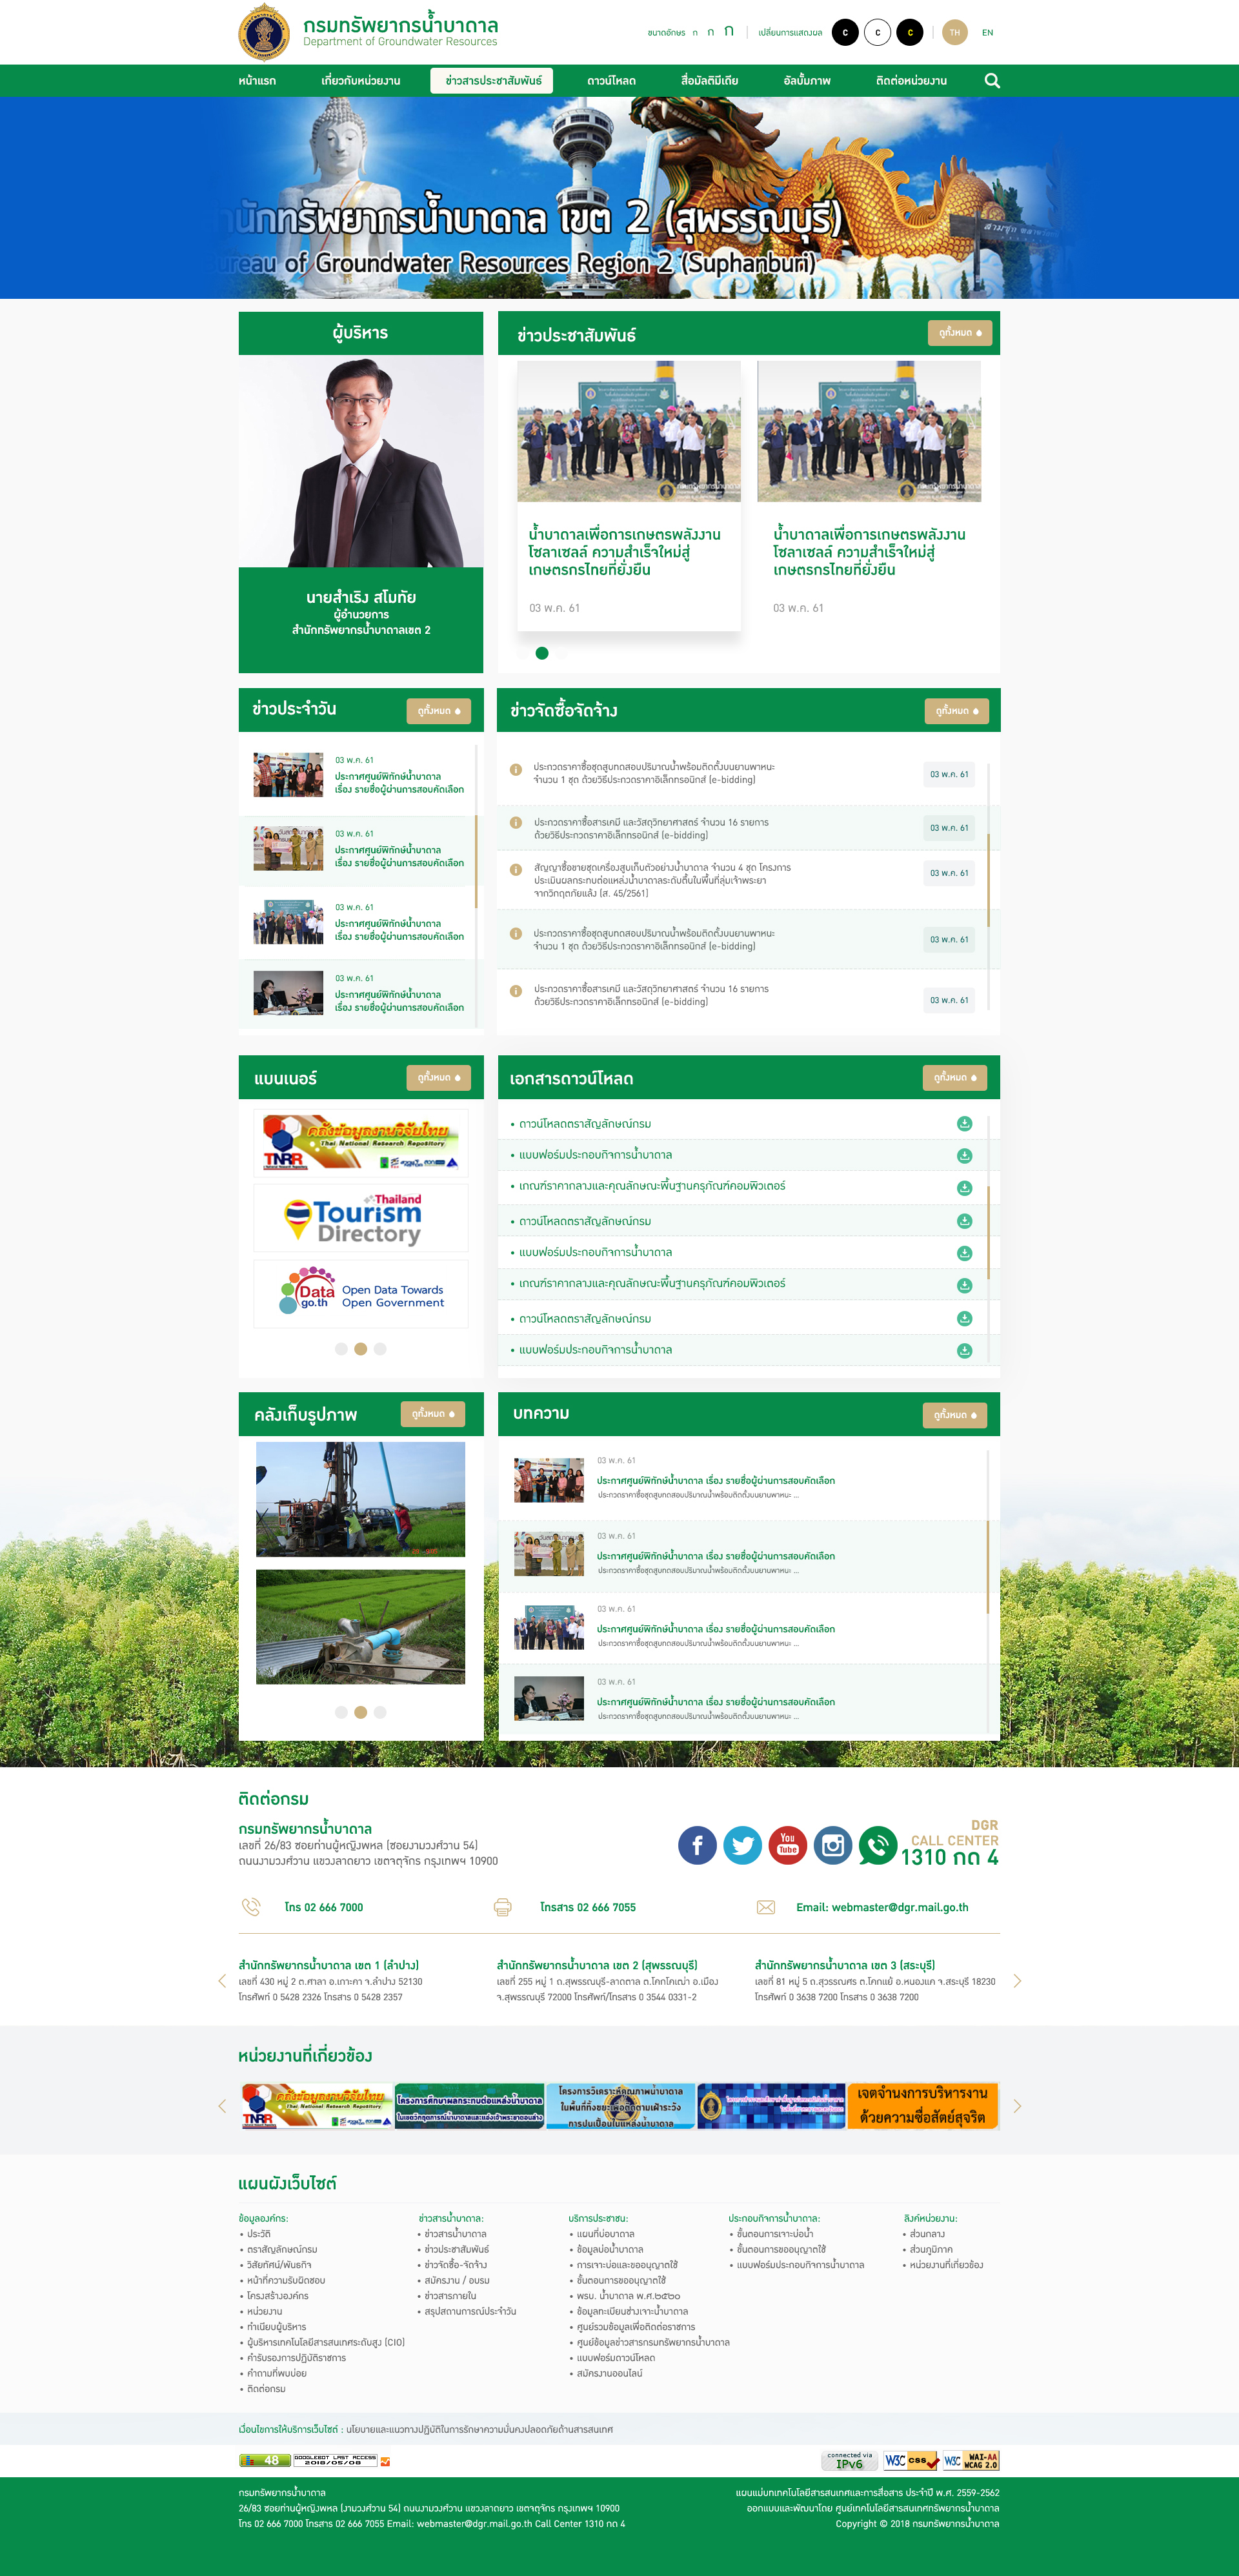 กรมทรัพยากรน้ำบาดาล
Department of Groundwater Resources
ขนาดอักษร ก ก ก
เปลี่ยนการแสดงผล C C C TH EN
หน้าแรก เกี่ยวกับหน่วยงาน ข่าวสารประชาสัมพันธ์ ดาวน์โหลด สื่อมัลติมีเดีย อัลบั้มภาพ ติดต่อหน่วยงาน
สำนักทรัพยากรน้ำบาดาล เขต 2 (สุพรรณบุรี)
Bureau of Groundwater Resources Region 2 (Suphanburi)
ผู้บริหาร
นายสำเริง สโมทัย
ผู้อำนวยการ
สำนักทรัพยากรน้ำบาดาลเขต 2
ข่าวประชาสัมพันธ์ ดูทั้งหมด
น้ำบาดาลเพื่อการเกษตรพลังงาน
โซลาเซลล์ ความสำเร็จใหม่สู่
เกษตรกรไทยที่ยั่งยืน
03 พ.ค. 61
น้ำบาดาลเพื่อการเกษตรพลังงาน
โซลาเซลล์ ความสำเร็จใหม่สู่
เกษตรกรไทยที่ยั่งยืน
03 พ.ค. 61
ข่าวประจำวัน ดูทั้งหมด
03 พ.ค. 61
ประกาศศูนย์พิทักษ์น้ำบาดาล
เรื่อง รายชื่อผู้ผ่านการสอบคัดเลือก
03 พ.ค. 61
ประกาศศูนย์พิทักษ์น้ำบาดาล
เรื่อง รายชื่อผู้ผ่านการสอบคัดเลือก
03 พ.ค. 61
ประกาศศูนย์พิทักษ์น้ำบาดาล
เรื่อง รายชื่อผู้ผ่านการสอบคัดเลือก
03 พ.ค. 61
ประกาศศูนย์พิทักษ์น้ำบาดาล
เรื่อง รายชื่อผู้ผ่านการสอบคัดเลือก
ข่าวจัดซื้อจัดจ้าง ดูทั้งหมด
ประกวดราคาซื้อชุดสูบทดสอบปริมาณน้ำพร้อมติดตั้งบนยานพาหนะ
จำนวน 1 ชุด ด้วยวิธีประกวดราคาอิเล็กทรอนิกส์ (e-bidding)
03 พ.ค. 61
ประกวดราคาซื้อสารเคมี และวัสดุวิทยาศาสตร์ จำนวน 16 รายการ
ด้วยวิธีประกวดราคาอิเล็กทรอนิกส์ (e-bidding)
03 พ.ค. 61
สัญญาซื้อขายชุดเครื่องสูบเก็บตัวอย่างน้ำบาดาล จำนวน 4 ชุด โครงการ
ประเมินผลกระทบต่อแหล่งน้ำบาดาลระดับตื้นในพื้นที่ลุ่มเจ้าพระยา
จากวิกฤตภัยแล้ง (ส. 45/2561)
03 พ.ค. 61
ประกวดราคาซื้อชุดสูบทดสอบปริมาณน้ำพร้อมติดตั้งบนยานพาหนะ
จำนวน 1 ชุด ด้วยวิธีประกวดราคาอิเล็กทรอนิกส์ (e-bidding)
03 พ.ค. 61
ประกวดราคาซื้อสารเคมี และวัสดุวิทยาศาสตร์ จำนวน 16 รายการ
ด้วยวิธีประกวดราคาอิเล็กทรอนิกส์ (e-bidding)
03 พ.ค. 61
แบนเนอร์ ดูทั้งหมด
คลังข้อมูลงานวิจัยไทย
Thai National Research Repository
TNRR
Thailand
Tourism
Directory
Data
go.th
Open Data Towards
Open Government
เอกสารดาวน์โหลด ดูทั้งหมด
• ดาวน์โหลดตราสัญลักษณ์กรม
• แบบฟอร์มประกอบกิจการน้ำบาดาล
• เกณฑ์ราคากลางและคุณลักษณะพื้นฐานครุภัณฑ์คอมพิวเตอร์
• ดาวน์โหลดตราสัญลักษณ์กรม
• แบบฟอร์มประกอบกิจการน้ำบาดาล
• เกณฑ์ราคากลางและคุณลักษณะพื้นฐานครุภัณฑ์คอมพิวเตอร์
• ดาวน์โหลดตราสัญลักษณ์กรม
• แบบฟอร์มประกอบกิจการน้ำบาดาล
คลังเก็บรูปภาพ ดูทั้งหมด
บทความ ดูทั้งหมด
03 พ.ค. 61
ประกาศศูนย์พิทักษ์น้ำบาดาล เรื่อง รายชื่อผู้ผ่านการสอบคัดเลือก
ประกวดราคาซื้อชุดสูบทดสอบปริมาณน้ำพร้อมติดตั้งบนยานพาหนะ ...
03 พ.ค. 61
ประกาศศูนย์พิทักษ์น้ำบาดาล เรื่อง รายชื่อผู้ผ่านการสอบคัดเลือก
ประกวดราคาซื้อชุดสูบทดสอบปริมาณน้ำพร้อมติดตั้งบนยานพาหนะ ...
03 พ.ค. 61
ประกาศศูนย์พิทักษ์น้ำบาดาล เรื่อง รายชื่อผู้ผ่านการสอบคัดเลือก
ประกวดราคาซื้อชุดสูบทดสอบปริมาณน้ำพร้อมติดตั้งบนยานพาหนะ ...
03 พ.ค. 61
ประกาศศูนย์พิทักษ์น้ำบาดาล เรื่อง รายชื่อผู้ผ่านการสอบคัดเลือก
ประกวดราคาซื้อชุดสูบทดสอบปริมาณน้ำพร้อมติดตั้งบนยานพาหนะ ...
ติดต่อกรม
กรมทรัพยากรน้ำบาดาล
เลขที่ 26/83 ซอยท่านผู้หญิงพหล (ซอยงามวงศ์วาน 54)
ถนนงามวงศ์วาน แขวงลาดยาว เขตจตุจักร กรุงเทพฯ 10900
You
Tube
DGR
CALL CENTER
1310 กด 4
โทร 02 666 7000 โทรสาร 02 666 7055 Email: webmaster@dgr.mail.go.th
สำนักทรัพยากรน้ำบาดาล เขต 1 (ลำปาง)
เลขที่ 430 หมู่ 2 ต.ศาลา อ.เกาะคา จ.ลำปาง 52130
โทรศัพท์ 0 5428 2326 โทรสาร 0 5428 2357
สำนักทรัพยากรน้ำบาดาล เขต 2 (สุพรรณบุรี)
เลขที่ 255 หมู่ 1 ถ.สุพรรณบุรี-ลาดตาล ต.โคกโคเฒ่า อ.เมือง
จ.สุพรรณบุรี 72000 โทรศัพท์/โทรสาร 0 3544 0331-2
สำนักทรัพยากรน้ำบาดาล เขต 3 (สระบุรี)
เลขที่ 81 หมู่ 5 ถ.สุวรรณศร ต.โคกแย้ อ.หนองแค จ.สระบุรี 18230
โทรศัพท์ 0 3638 7200 โทรสาร 0 3638 7200
หน่วยงานที่เกี่ยวข้อง
คลังข้อมูลงานวิจัยไทย
Thai National Research Repository
TNRR
โครงการศึกษาผลกระทบต่อแหล่งน้ำบาดาล
โครงการวิเคราะห์คุณภาพน้ำบาดาล
ในพื้นที่ทิ้งขยะเพื่อติดตามเฝ้าระวัง
การปนเปื้อนในแหล่งน้ำบาดาล
เจตจำนงการบริหารงาน
ด้วยความซื่อสัตย์สุจริต
แผนผังเว็บไซต์
ข้อมูลองค์กร:
• ประวัติ
• ตราสัญลักษณ์กรม
• วิสัยทัศน์/พันธกิจ
• หน้าที่ความรับผิดชอบ
• โครงสร้างองค์กร
• หน่วยงาน
• ทำเนียบผู้บริหาร
• ผู้บริหารเทคโนโลยีสารสนเทศระดับสูง (CIO)
• คำรับรองการปฏิบัติราชการ
• คำถามที่พบบ่อย
• ติดต่อกรม
ข่าวสารน้ำบาดาล:
• ข่าวสารน้ำบาดาล
• ข่าวประชาสัมพันธ์
• ข่าวจัดซื้อ-จัดจ้าง
• สมัครงาน / อบรม
• ข่าวสารภายใน
• สรุปสถานการณ์ประจำวัน
บริการประชาชน:
• แผนที่บ่อบาดาล
• ข้อมูลบ่อน้ำบาดาล
• การเจาะบ่อและขออนุญาตใช้
• ขั้นตอนการขออนุญาตใช้
• พรบ. น้ำบาดาล พ.ศ.๒๕๒๐
• ข้อมูลทะเบียนช่างเจาะน้ำบาดาล
• ศูนย์รวมข้อมูลเพื่อติดต่อราชการ
• ศูนย์ข้อมูลข่าวสารกรมทรัพยากรน้ำบาดาล
• แบบฟอร์มดาวน์โหลด
• สมัครงานออนไลน์
ประกอบกิจการน้ำบาดาล:
• ขั้นตอนการเจาะบ่อน้ำ
• ขั้นตอนการขออนุญาตใช้
• แบบฟอร์มประกอบกิจการน้ำบาดาล
ลิงค์หน่วยงาน:
• ส่วนกลาง
• ส่วนภูมิภาค
• หน่วยงานที่เกี่ยวข้อง
เงื่อนไขการให้บริการเว็บไซต์ : นโยบายและแนวทางปฏิบัติในการรักษาความมั่นคงปลอดภัยด้านสารสนเทศ
48
GOOGLEBOT LAST ACCESS
2018/05/08
connected via
IPv6
W3C CSS
W3C WAI-AA
WCAG 2.0
กรมทรัพยากรน้ำบาดาล
26/83 ซอยท่านผู้หญิงพหล (งามวงศ์วาน 54) ถนนงามวงศ์วาน แขวงลาดยาว เขตจตุจักร กรุงเทพฯ 10900
โทร 02 666 7000 โทรสาร 02 666 7055 Email: webmaster@dgr.mail.go.th Call Center 1310 กด 4
แผนแม่บทเทคโนโลยีสารสนเทศและการสื่อสาร ประจำปี พ.ศ. 2559-2562
ออกแบบและพัฒนาโดย ศูนย์เทคโนโลยีสารสนเทศทรัพยากรน้ำบาดาล
Copyright © 2018 กรมทรัพยากรน้ำบาดาล